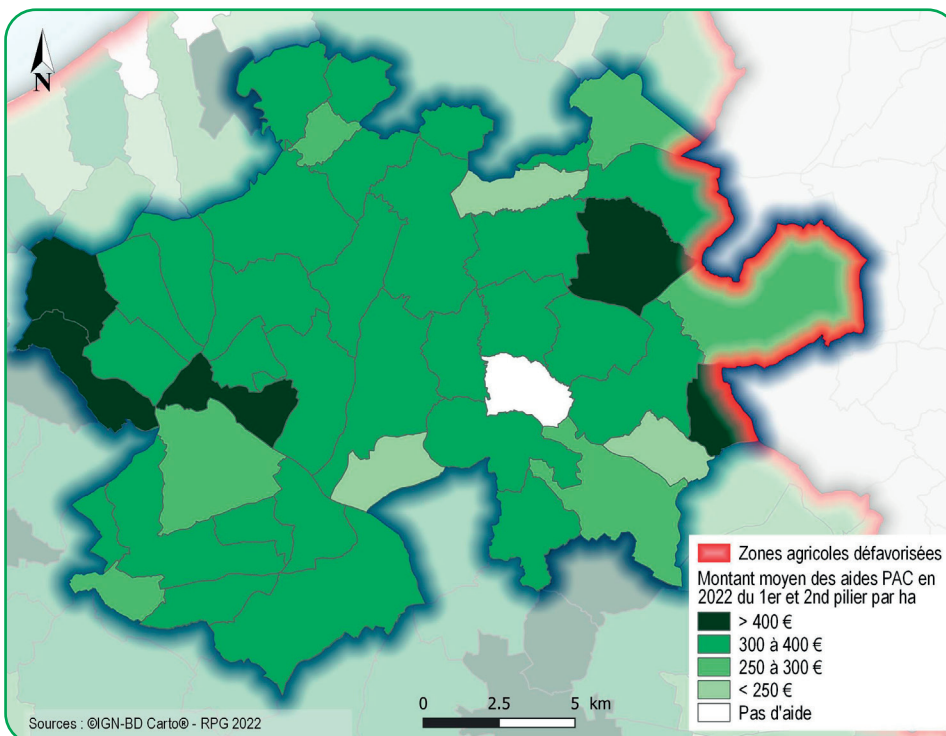 N
Zones agricoles défavorisées
Montant moyen des aides PAC en
2022 du 1er et 2nd pilier par ha
> 400 €
300 à 400 €
250 à 300 €
< 250 €
Pas d'aide
0 2.5 5 km
Sources : ©IGN-BD Carto® - RPG 2022